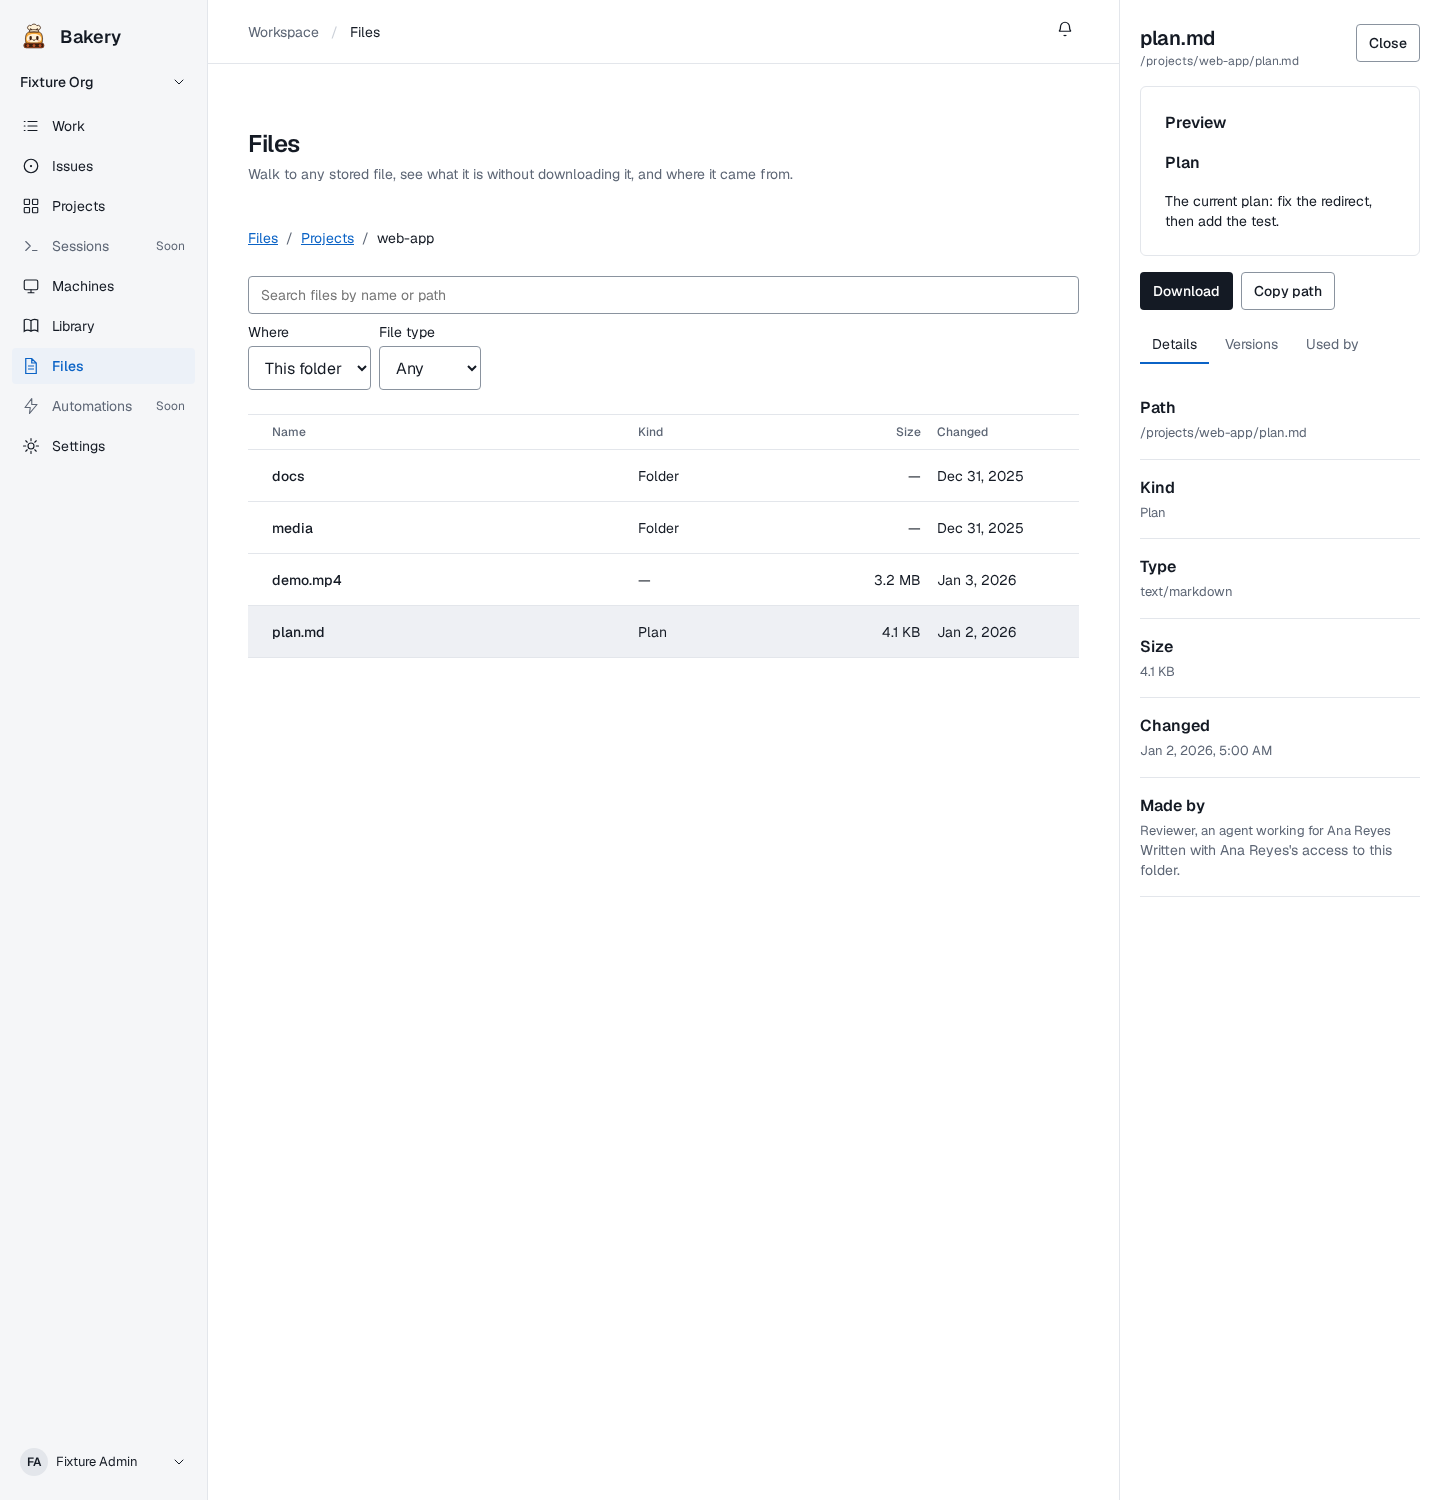 Bakery
Fixture Org
Work
Issues
Projects
Sessions Soon
Machines
Library
Files
Automations Soon
Settings
FA Fixture Admin
Workspace / Files
Files
Walk to any stored file, see what it is without downloading it, and where it came from.
Files / Projects / web-app
Search files by name or path
Where File type
This folder Any
Name Kind Size Changed
docs Folder — Dec 31, 2025
media Folder — Dec 31, 2025
demo.mp4 — 3.2 MB Jan 3, 2026
plan.md Plan 4.1 KB Jan 2, 2026
plan.md
/projects/web-app/plan.md
Close
Preview
Plan
The current plan: fix the redirect,
then add the test.
Download Copy path
Details Versions Used by
Path
/projects/web-app/plan.md
Kind
Plan
Type
text/markdown
Size
4.1 KB
Changed
Jan 2, 2026, 5:00 AM
Made by
Reviewer, an agent working for Ana Reyes
Written with Ana Reyes's access to this
folder.